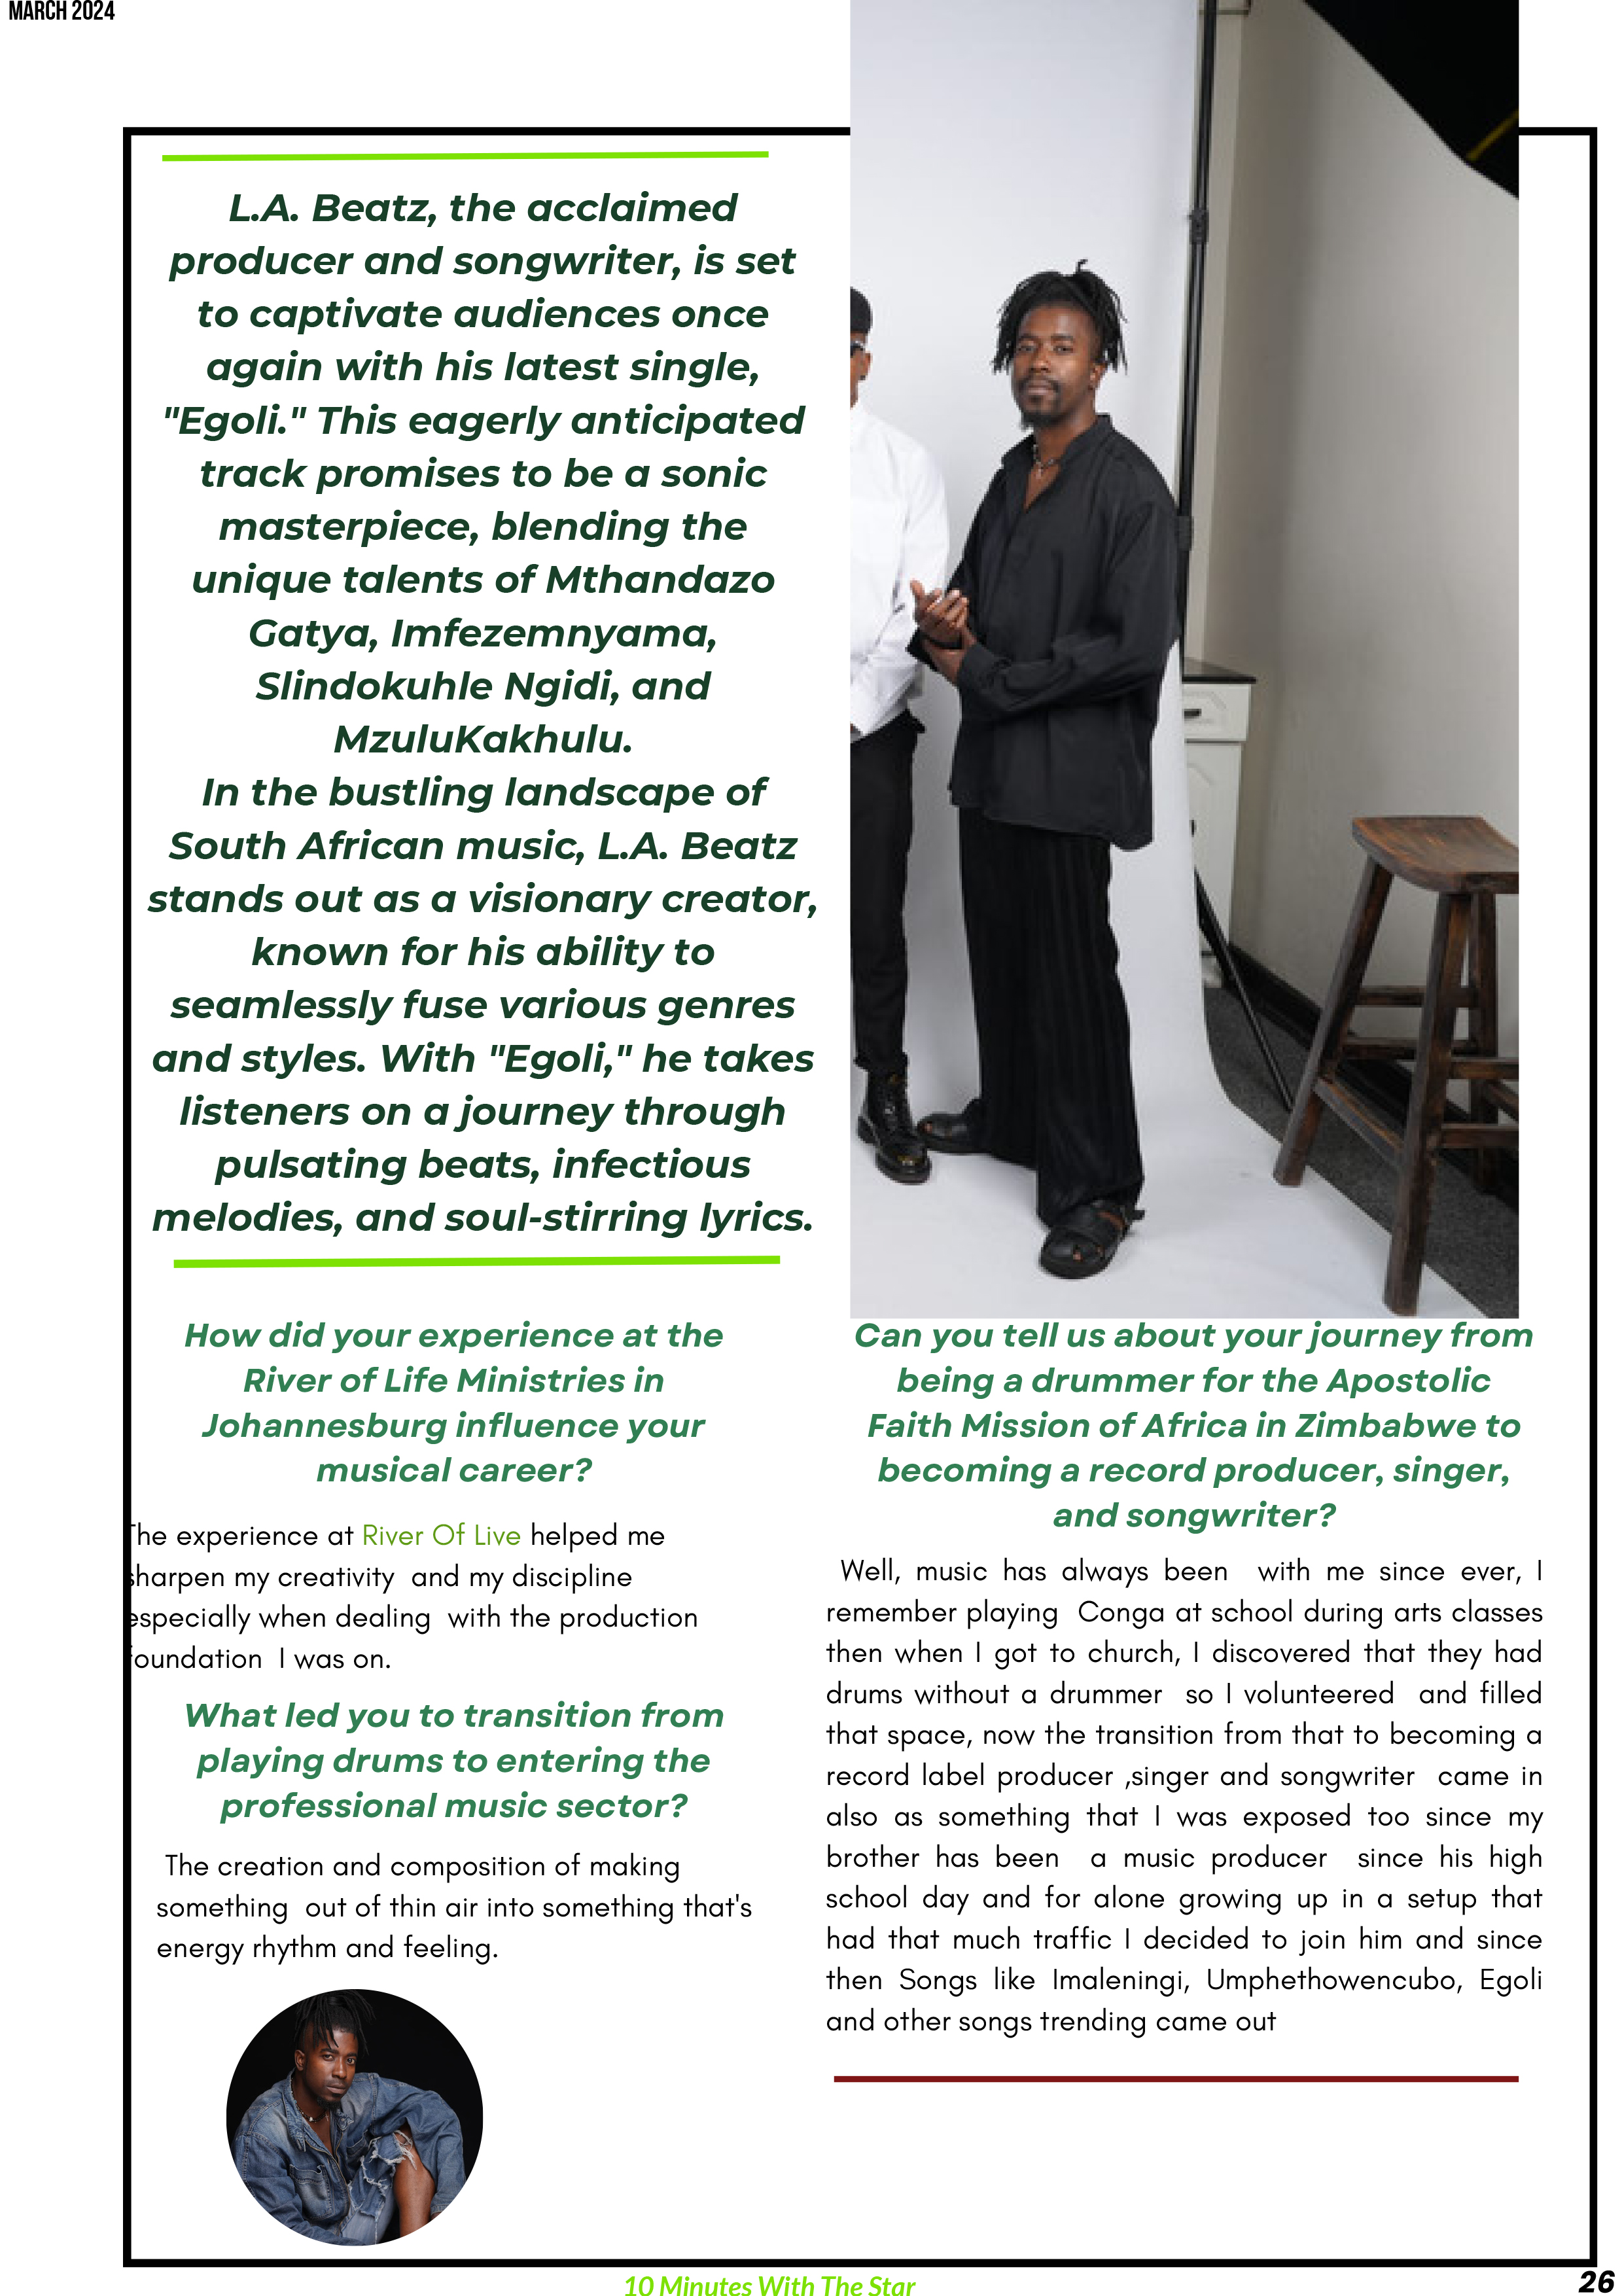 MARCH 2024
L.A. Beatz, the acclaimed
producer and songwriter, is set
to captivate audiences once
again with his latest single,
"Egoli." This eagerly anticipated
track promises to be a sonic
masterpiece, blending the
unique talents of Mthandazo
Gatya, Imfezemnyama,
Slindokuhle Ngidi, and
MzuluKakhulu.
In the bustling landscape of
South African music, L.A. Beatz
stands out as a visionary creator,
known for his ability to
seamlessly fuse various genres
and styles. With "Egoli," he takes
listeners on a journey through
pulsating beats, infectious
melodies, and soul-stirring lyrics.
How did your experience at the
River of Life Ministries in
Johannesburg influence your
musical career?
The experience at River Of Live helped me
sharpen my creativity  and my discipline
especially when dealing  with the production
foundation  I was on.
What led you to transition from
playing drums to entering the
professional music sector?
The creation and composition of making
something  out of thin air into something that's
energy rhythm and feeling.
Can you tell us about your journey from
being a drummer for the Apostolic
Faith Mission of Africa in Zimbabwe to
becoming a record producer, singer,
and songwriter?
Well, music has always been  with me since ever, I
remember playing  Conga at school during arts classes
then when I got to church, I discovered that they had
drums without a drummer  so I volunteered  and filled
that space, now the transition from that to becoming a
record label producer ,singer and songwriter  came in
also as something that I was exposed too since my
brother has been  a music producer  since his high
school day and for alone growing up in a setup that
had that much traffic I decided to join him and since
then Songs like Imaleningi, Umphethowencubo, Egoli
and other songs trending came out
10 Minutes With The Star
26